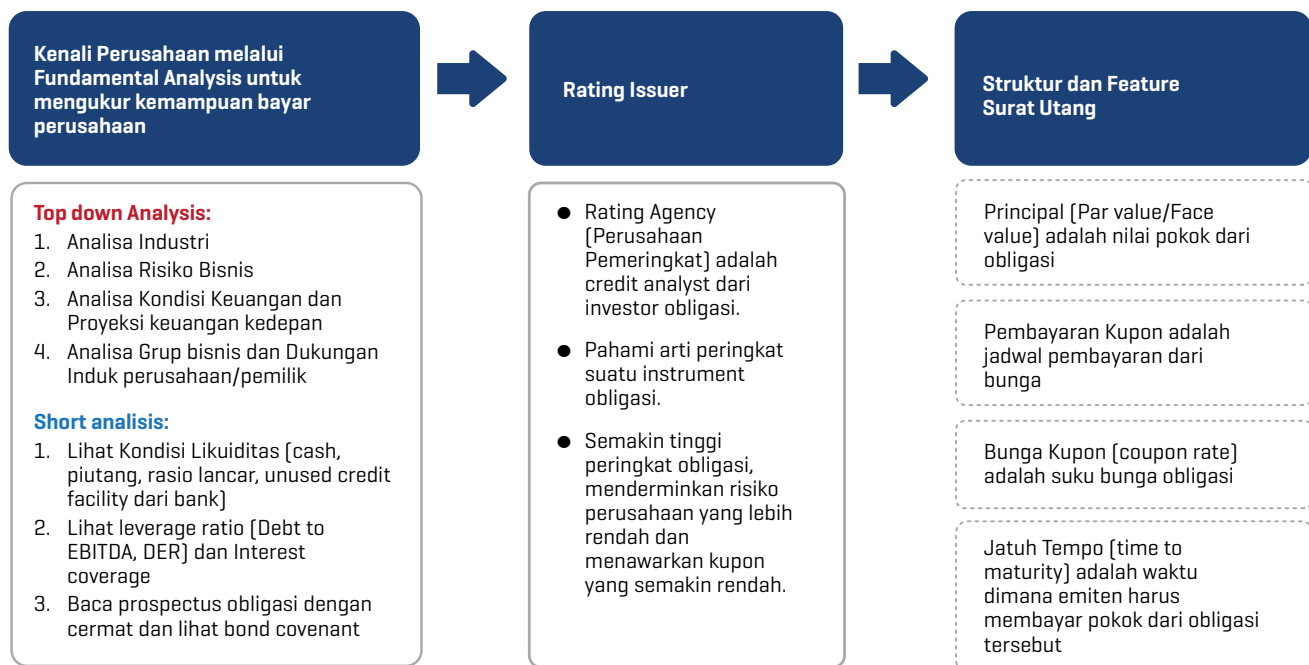 Kenali Perusahaan melalui
Fundamental Analysis untuk
mengukur kemampuan bayar
perusahaan
Top down Analysis:
1. Analisa Industri
2. Analisa Risiko Bisnis
3. Analisa Kondisi Keuangan dan
Proyeksi keuangan kedepan
4. Analisa Grup bisnis dan Dukungan
Induk perusahaan/pemilik
Short analisis:
1. Lihat Kondisi Likuiditas (cash,
piutang, rasio lancar, unused credit
facility dari bank)
2. Lihat leverage ratio (Debt to
EBITDA, DER) dan Interest
coverage
3. Baca prospectus obligasi dengan
cermat dan lihat bond covenant
Rating Issuer
● Rating Agency
(Perusahaan
Pemeringkat) adalah
credit analyst dari
investor obligasi.
● Pahami arti peringkat
suatu instrument
obligasi.
● Semakin tinggi
peringkat obligasi,
menderminkan risiko
perusahaan yang lebih
rendah dan
menawarkan kupon
yang semakin rendah.
Struktur dan Feature
Surat Utang
Principal (Par value/Face
value) adalah nilai pokok dari
obligasi
Pembayaran Kupon adalah
jadwal pembayaran dari
bunga
Bunga Kupon (coupon rate)
adalah suku bunga obligasi
Jatuh Tempo (time to
maturity) adalah waktu
dimana emiten harus
membayar pokok dari obligasi
tersebut